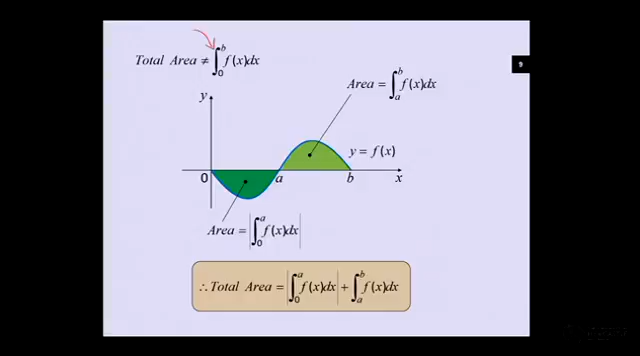 Total Area ≠ ∫₀ᵇ f(x)dx
9
Area = ∫ₐᵇ f(x)dx
y
y = f(x)
0 a b x
Area = |∫₀ᵃ f(x)dx|
∴ Total Area = |∫₀ᵃ f(x)dx| + ∫ₐᵇ f(x)dx